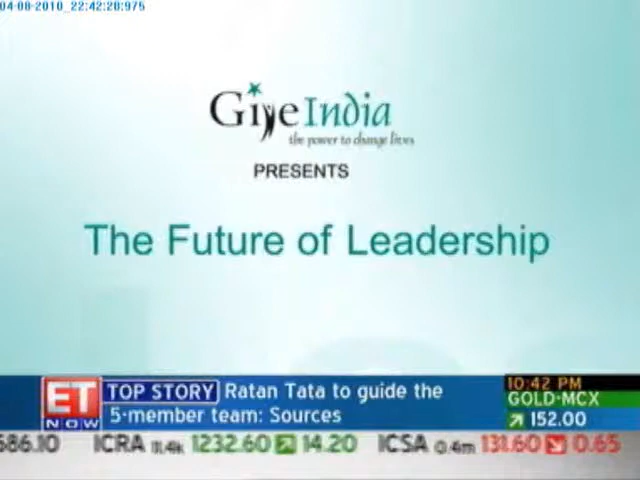 04-08-2010_22:42:20:975
GiveIndia
the power to change lives
PRESENTS
The Future of Leadership
ET NOW
TOP STORY Ratan Tata to guide the
5-member team: Sources
10:42 PM
GOLD-MCX
152.00
686.10 ICRA 11.4k 1232.60 14.20 ICSA 0.4m 131.60 0.65